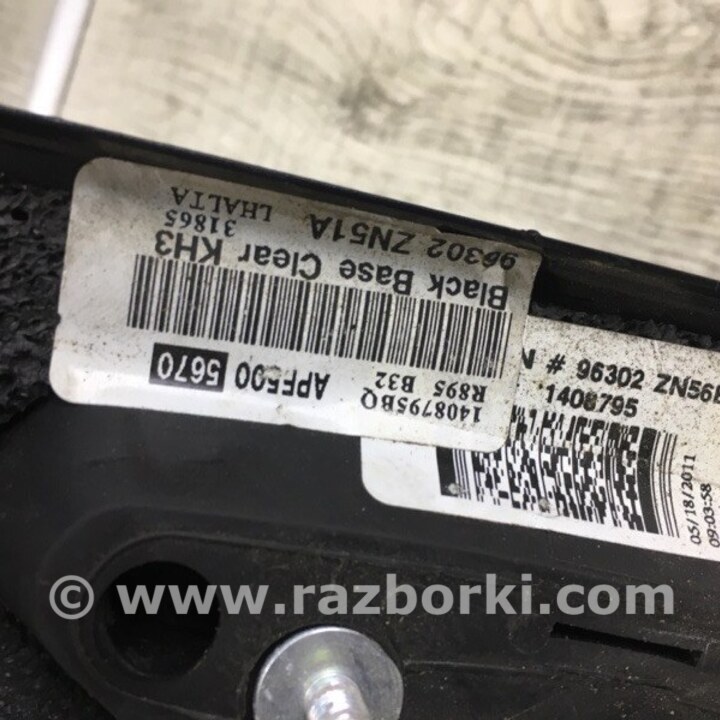 1408795BQ
R895 B32
APF500 5670
Black Base Clear KH3
31865
96302 ZN51A LHALTA
# 96302
1408795
05/18/2011
09:03:58
© www.razborki.com